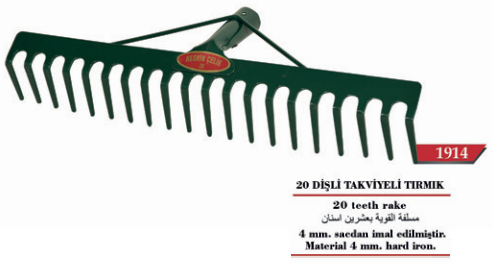 1914
20 DİŞLİ TAKVİYELİ TIRMIK
20 teeth rake
مسلفة القوية بعشرين اسنان
4 mm. sacdan imal edilmiştir.
Material 4 mm. hard iron.